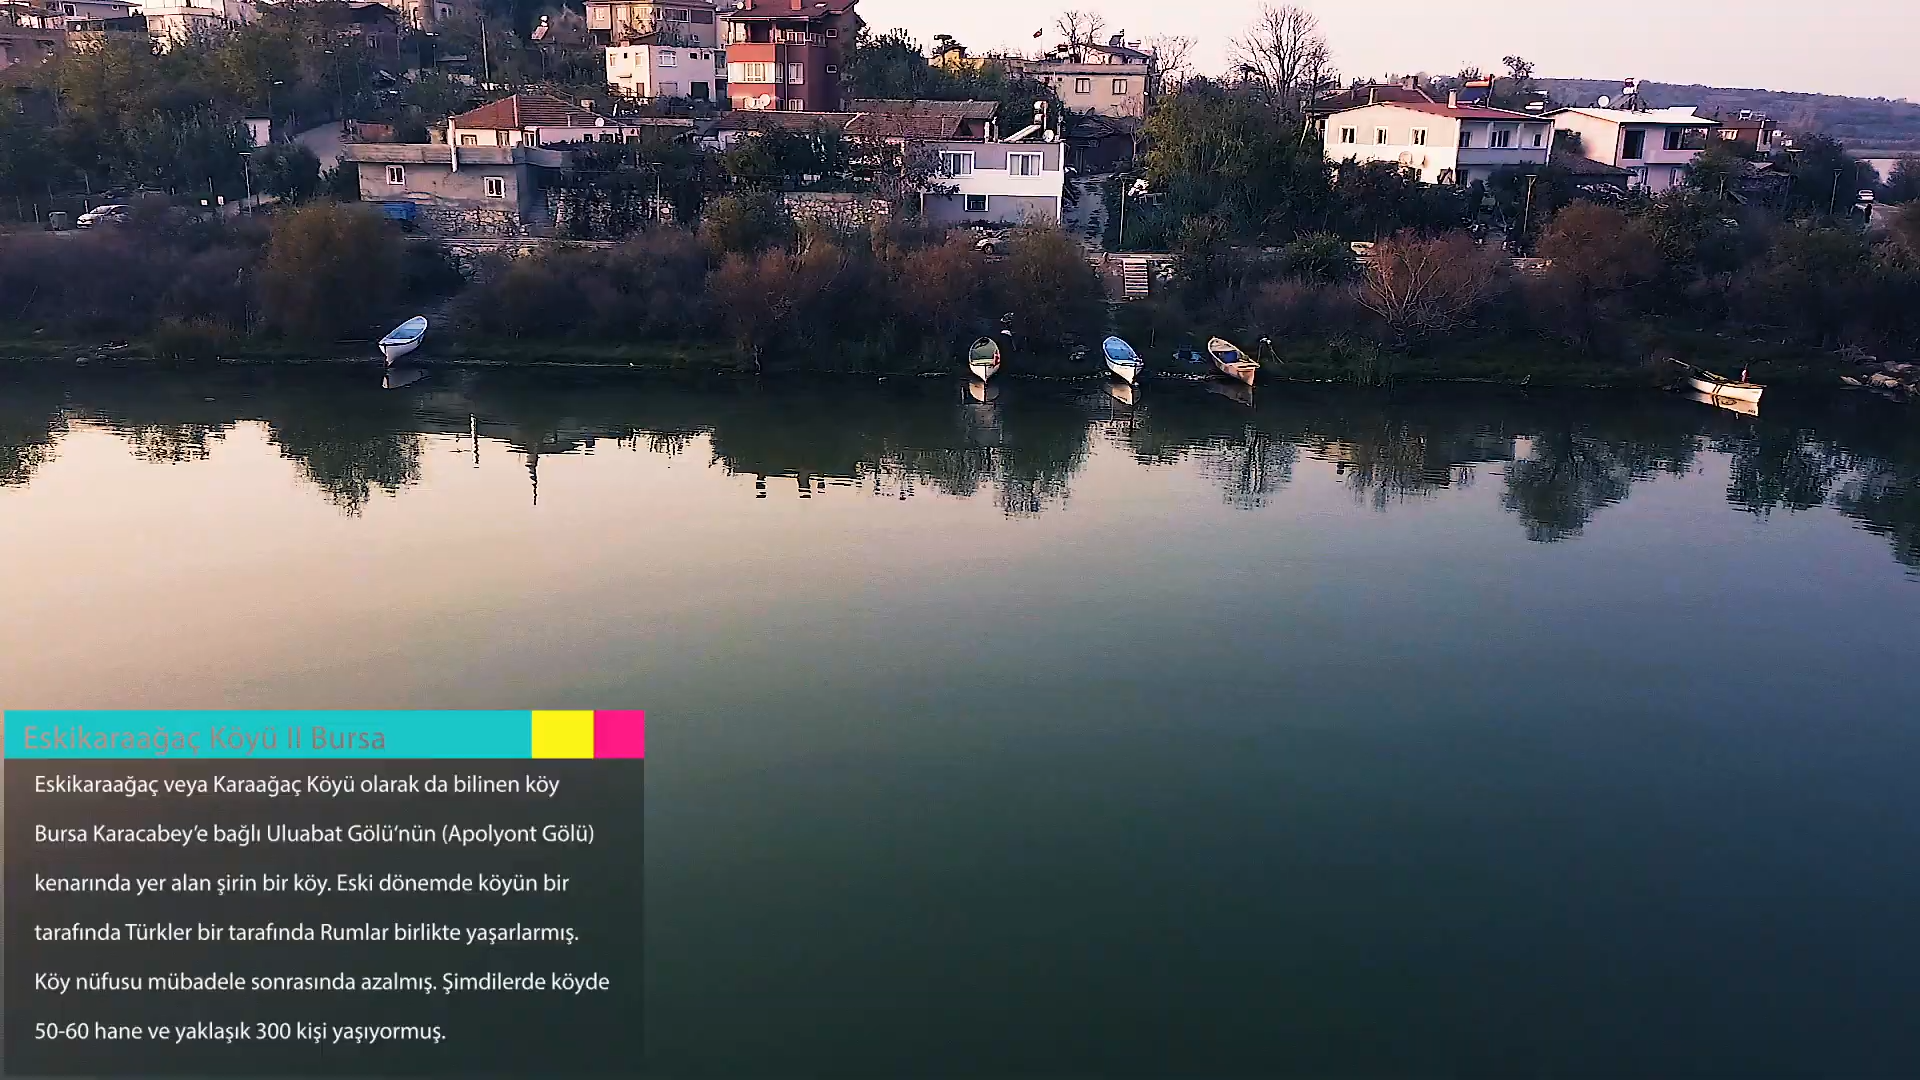 Eskikaraağaç Köyü II Bursa
Eskikaraağaç veya Karaağaç Köyü olarak da bilinen köy
Bursa Karacabey’e bağlı Uluabat Gölü’nün (Apolyont Gölü)
kenarında yer alan şirin bir köy. Eski dönemde köyün bir
tarafında Türkler bir tarafında Rumlar birlikte yaşarlarmış.
Köy nüfusu mübadele sonrasında azalmış. Şimdilerde köyde
50-60 hane ve yaklaşık 300 kişi yaşıyormuş.